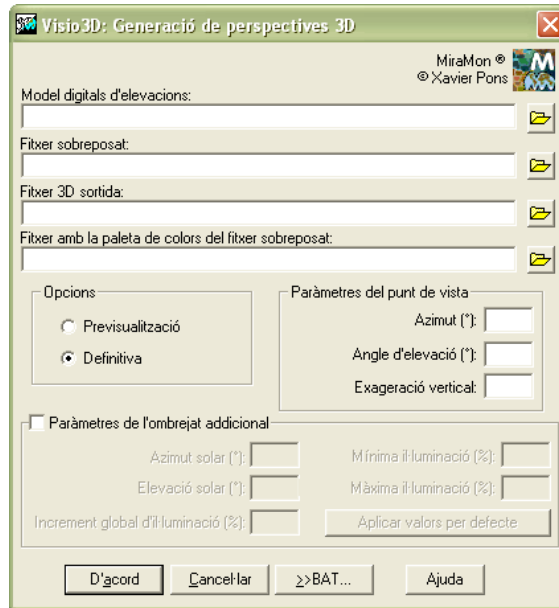 Visio3D: Generació de perspectives 3D
MiraMon ®
© Xavier Pons
Model digitals d'elevacions:
Fitxer sobreposat:
Fitxer 3D sortida:
Fitxer amb la paleta de colors del fitxer sobreposat:
Opcions
Previsualització
Definitiva
Paràmetres del punt de vista
Azimut (°):
Angle d'elevació (°):
Exageració vertical:
Paràmetres de l'ombrejat addicional
Azimut solar (°):
Elevació solar (°):
Increment global d'il·luminació (%):
Mínima il·luminació (%):
Màxima il·luminació (%):
Aplicar valors per defecte
D'acord
Cancel·lar
>>BAT...
Ajuda